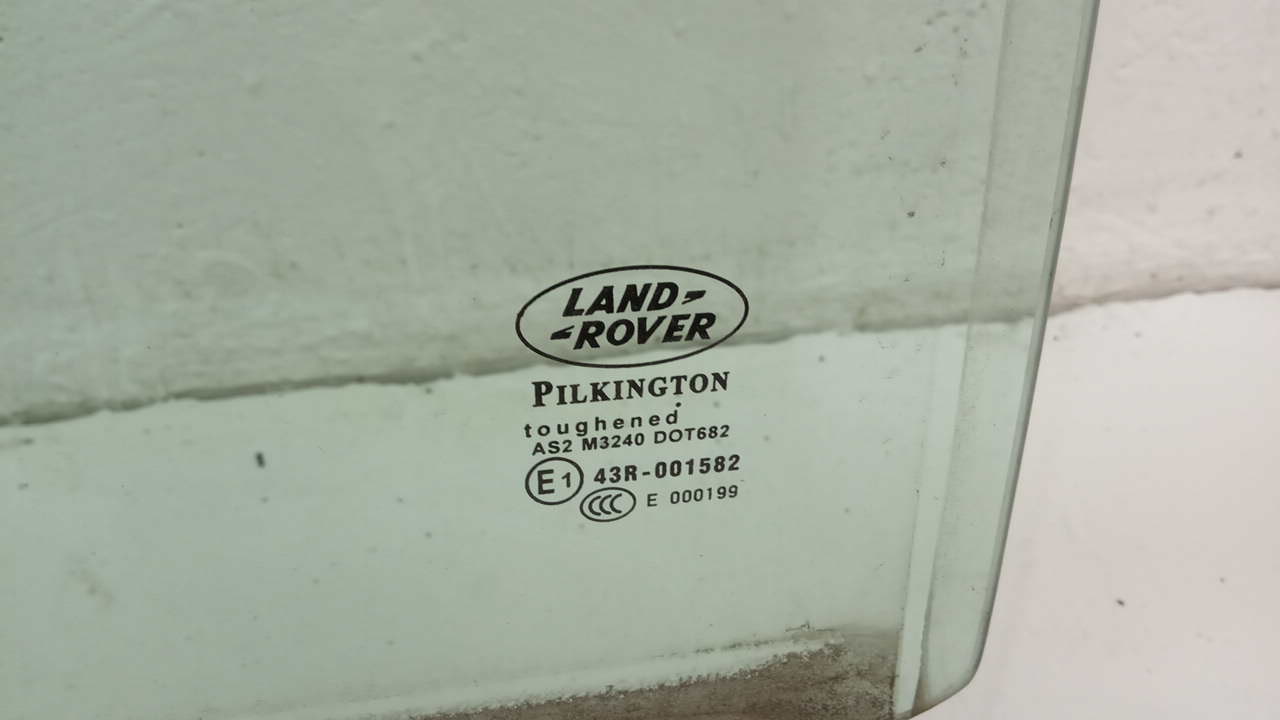 LAND-
-ROVER
PILKINGTON
toughened
AS2 M3240 DOT682
E1 43R-001582
CCC E 000199